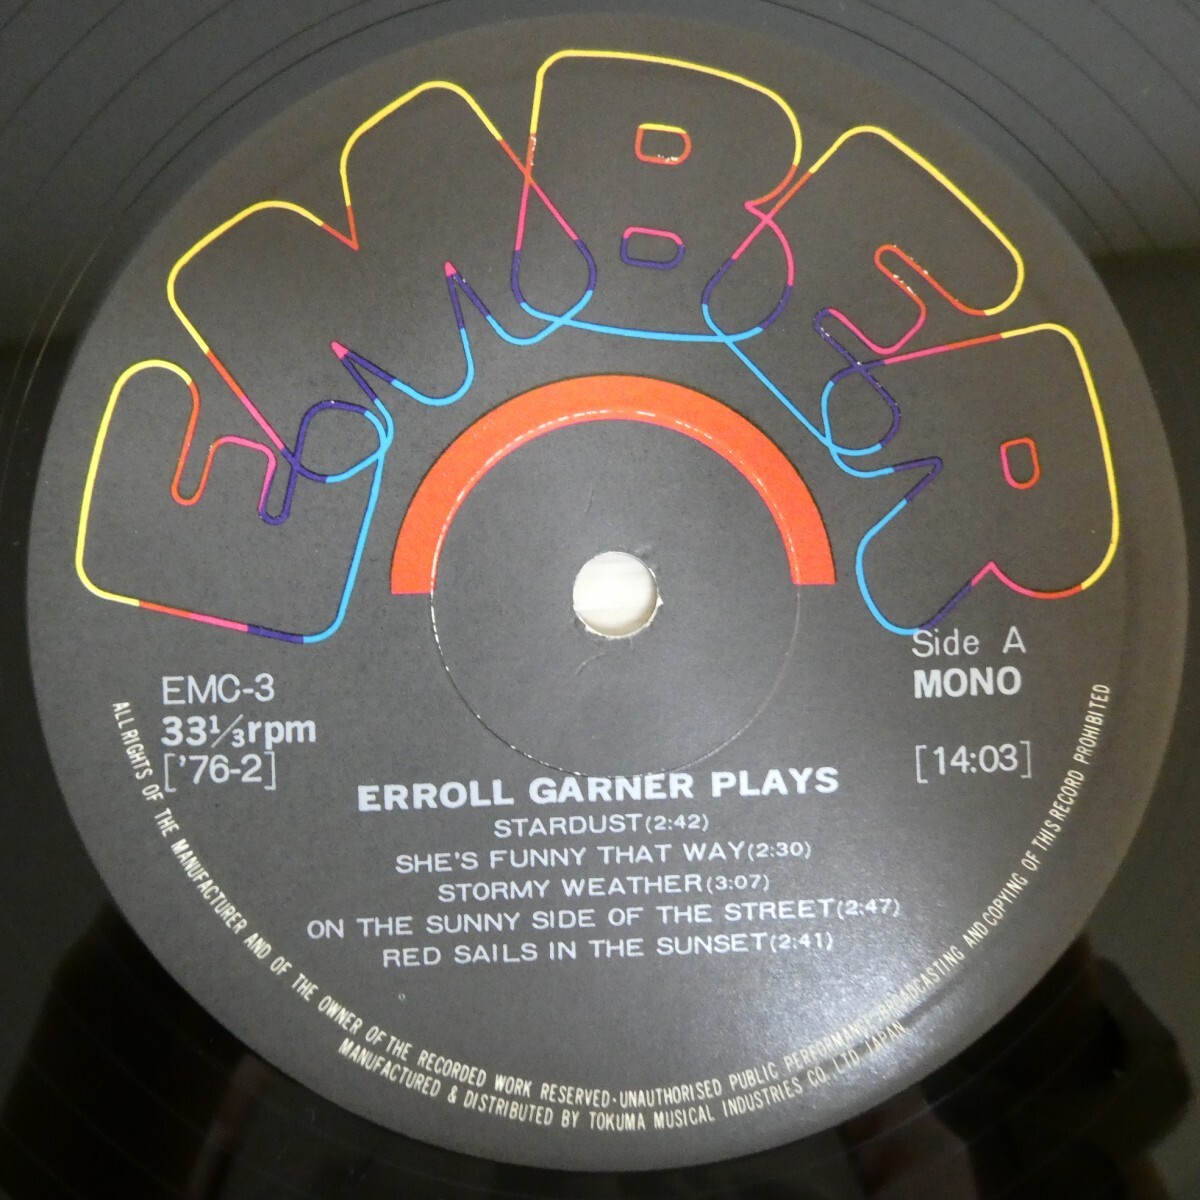 EMBER
EMC-3
33⅓rpm
['76-2]
Side A
MONO
[14:03]
ERROLL GARNER PLAYS
STARDUST(2:42)
SHE'S FUNNY THAT WAY(2:30)
STORMY WEATHER(3:07)
ON THE SUNNY SIDE OF THE STREET(2:47)
RED SAILS IN THE SUNSET(2:41)
ALL RIGHTS OF THE MANUFACTURER AND OF THE OWNER OF THE RECORDED WORK RESERVED·UNAUTHORISED PUBLIC PERFORMANCE BROADCASTING AND COPYING OF THIS RECORD PROHIBITED
MANUFACTURED & DISTRIBUTED BY TOKUMA MUSICAL INDUSTRIES CO., LTD. JAPAN